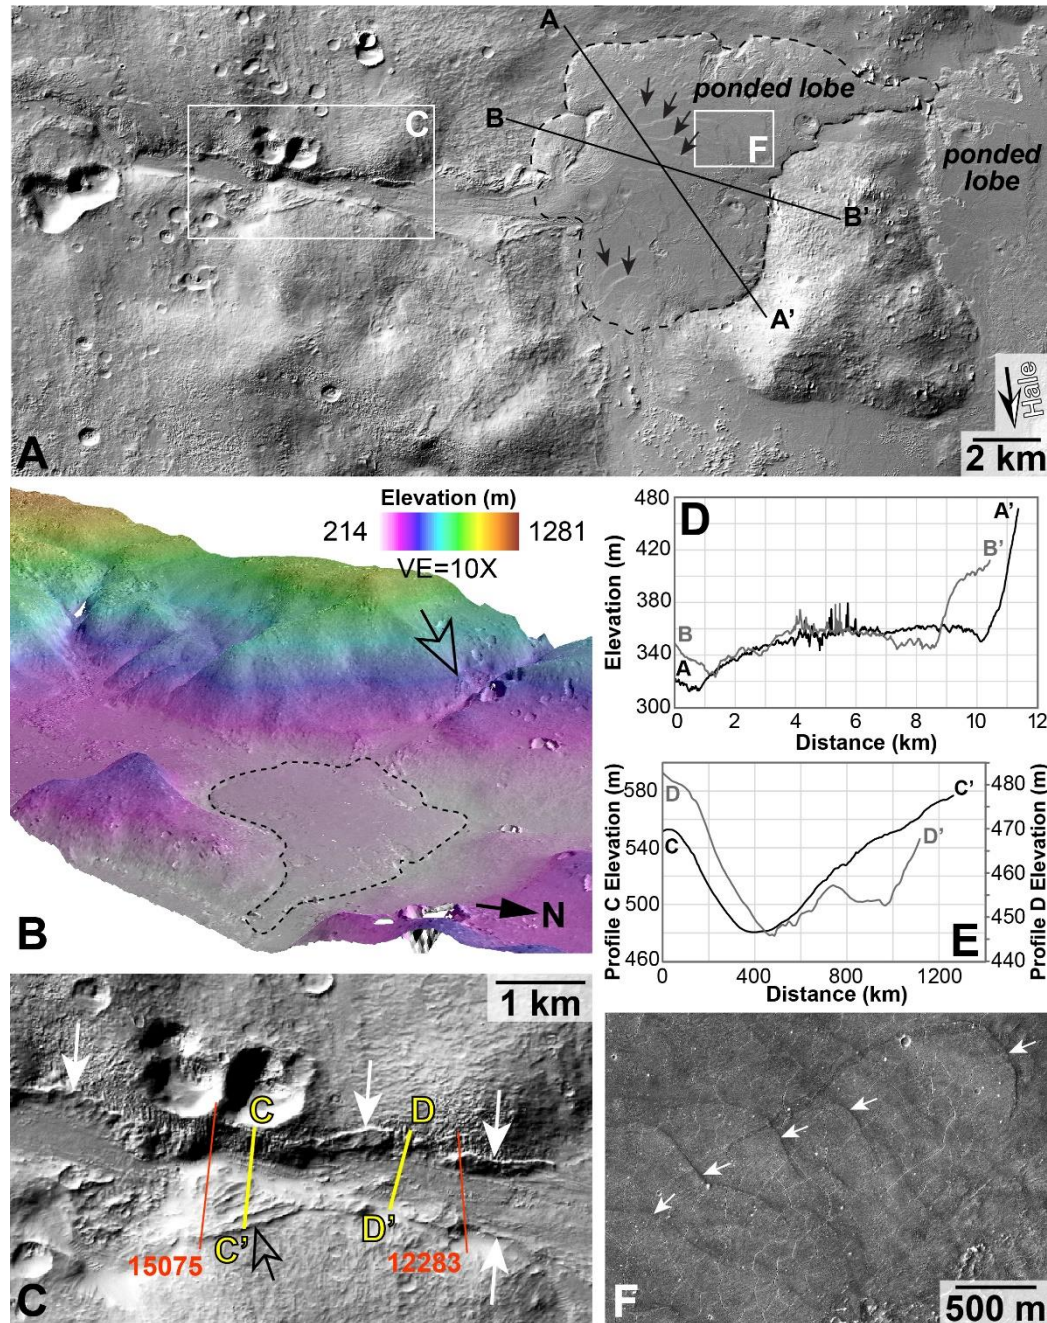 A
ponded lobe
B
C
F
ponded
lobe
B'
A'
Hale
2 km
A
Elevation (m)
214 1281
VE=10X
N
B
D
480
420
360
340
300
Elevation (m)
A'
B'
B
A
0 2 4 6 8 10 12
Distance (km)
580
540
500
460
Profile C Elevation (m)
D
C
C'
D'
480
470
460
450
440
Profile D Elevation (m)
E
0 400 800 1200
Distance (km)
1 km
C
D
C'
D'
15075
12283
C
F
500 m